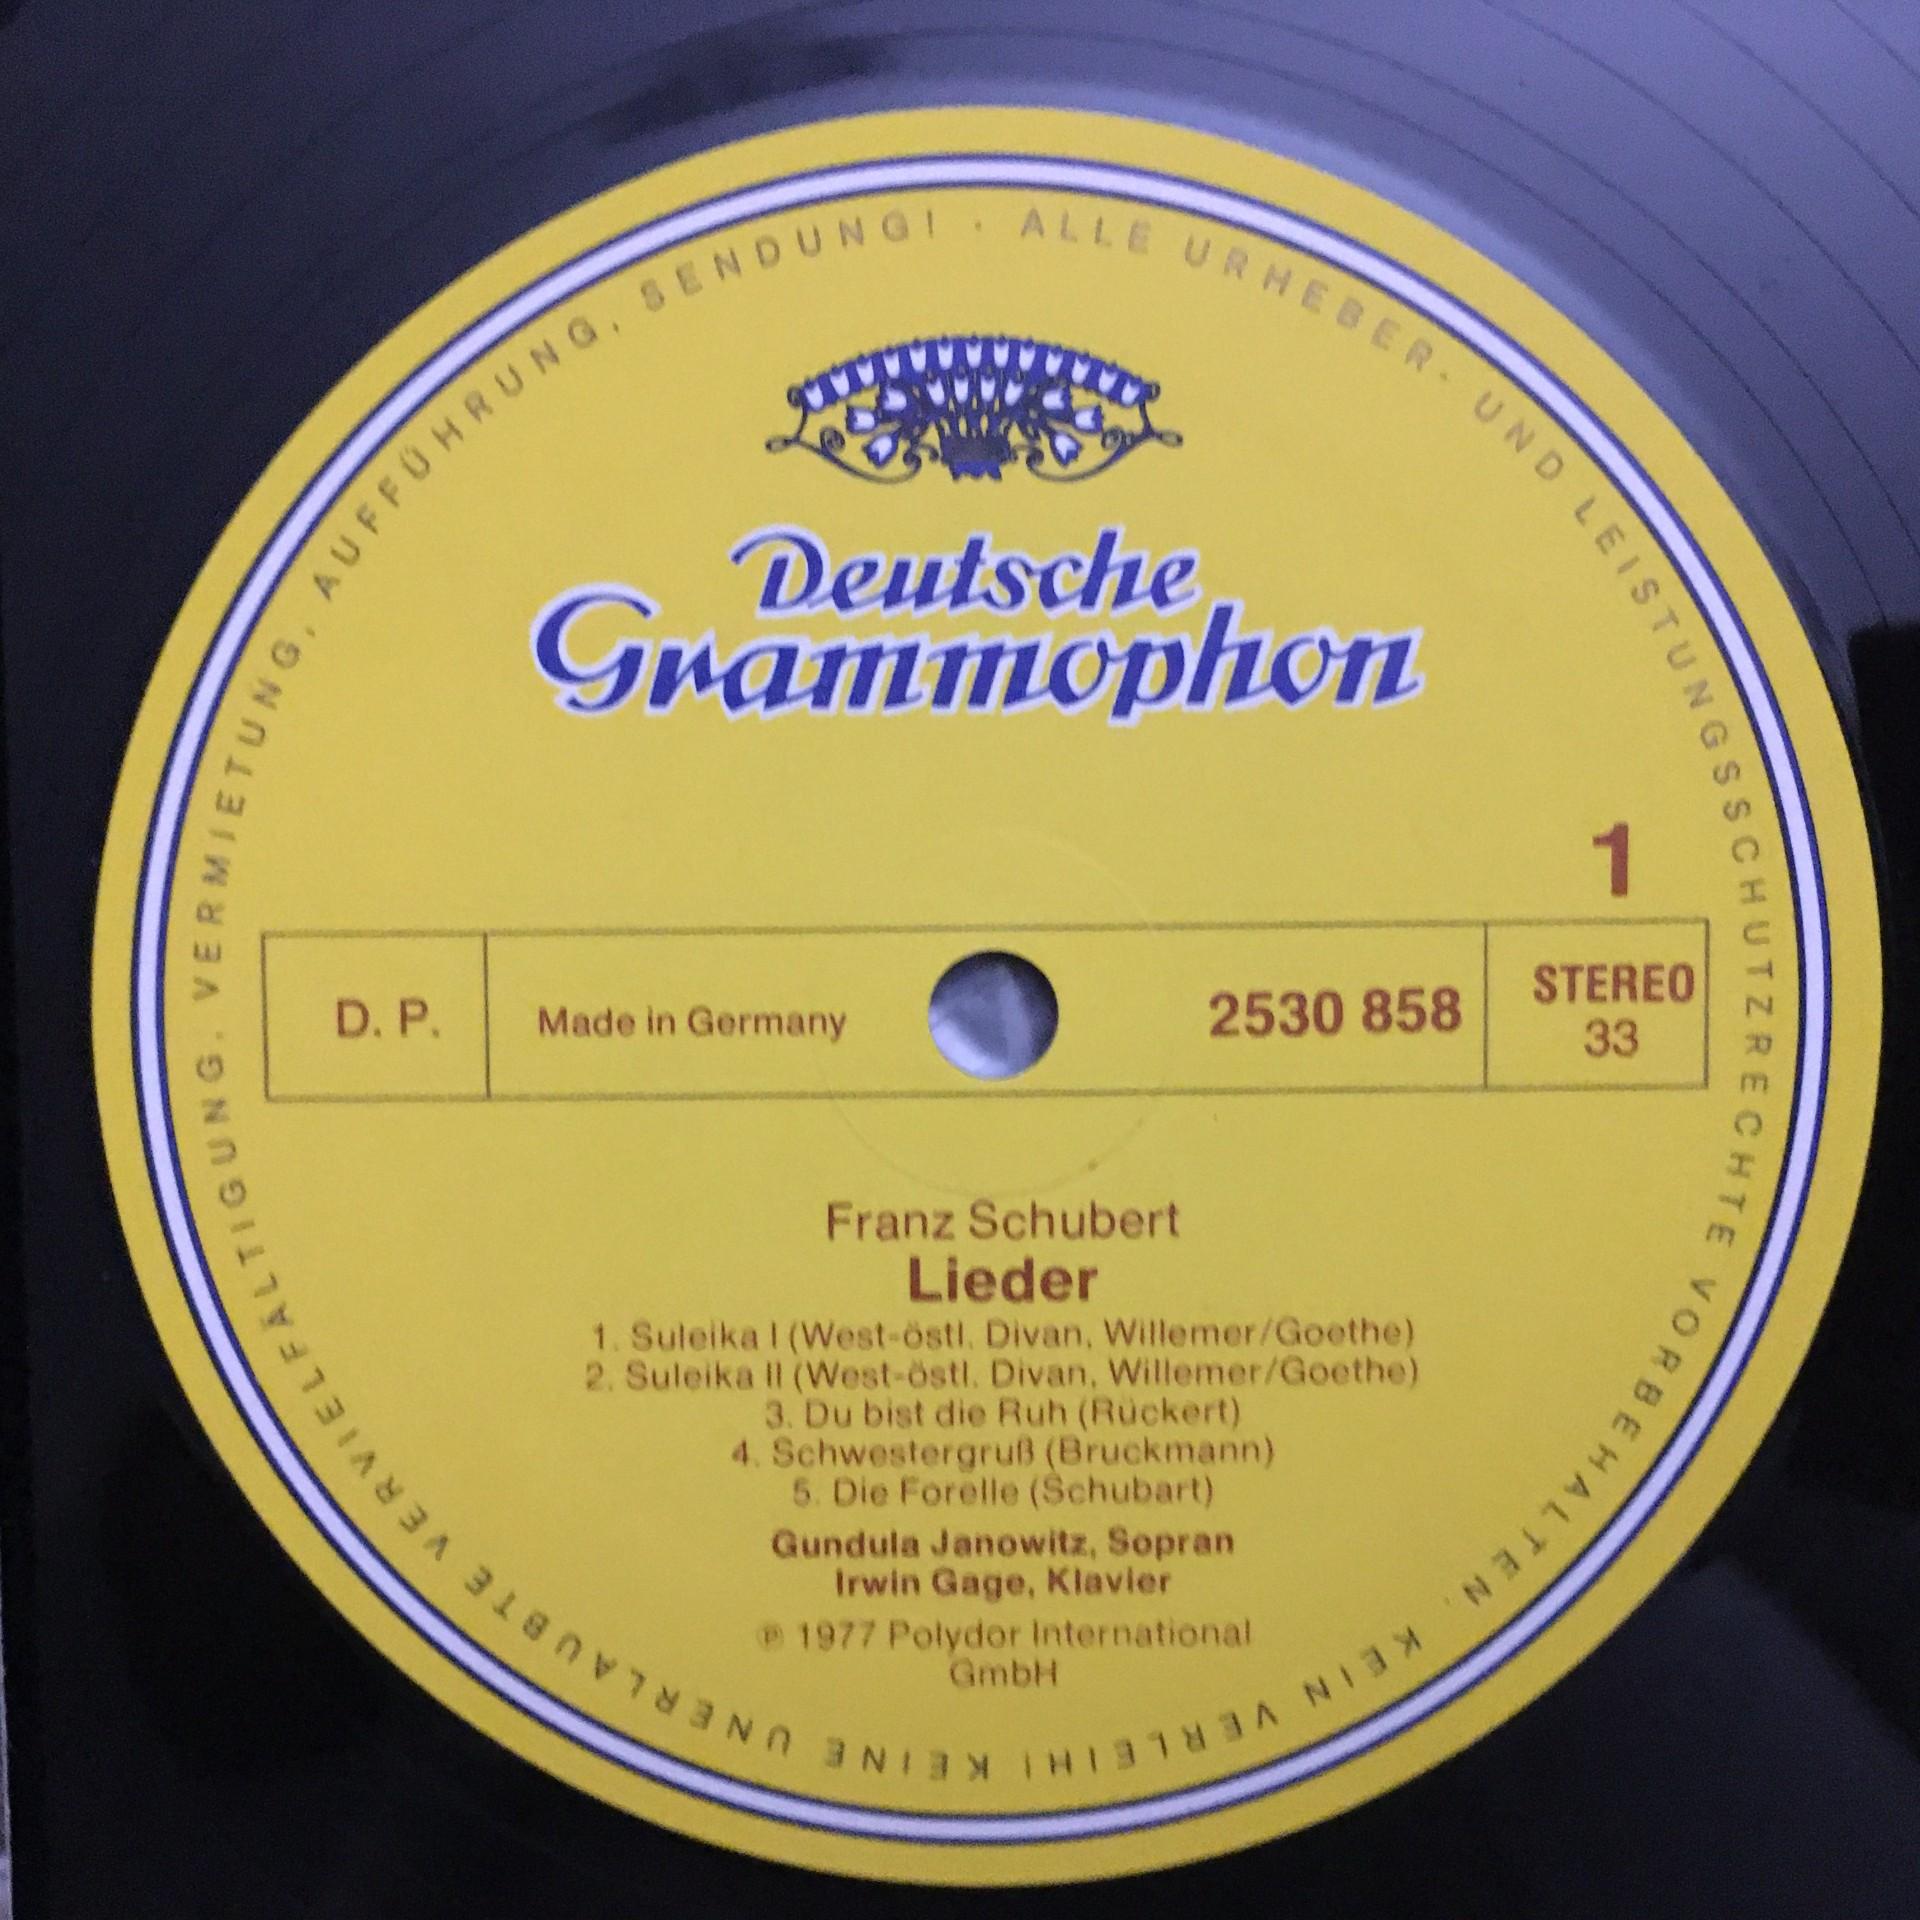 ALLE URHEBER- UND LEISTUNGSSCHUTZRECHTE VORBEHALTEN. KEIN VERLEIH! KEINE UNERLAUBTE VERVIELFÄLTIGUNG, VERMIETUNG, AUFFÜHRUNG, SENDUNG! ·
Deutsche
Grammophon
1
D. P.
Made in Germany
2530 858
STEREO
33
Franz Schubert
Lieder
1. Suleika I (West-östl. Divan, Willemer/Goethe)
2. Suleika II (West-östl. Divan, Willemer/Goethe)
3. Du bist die Ruh (Rückert)
4. Schwestergruß (Bruckmann)
5. Die Forelle (Schubart)
Gundula Janowitz, Sopran
Irwin Gage, Klavier
℗ 1977 Polydor International
GmbH